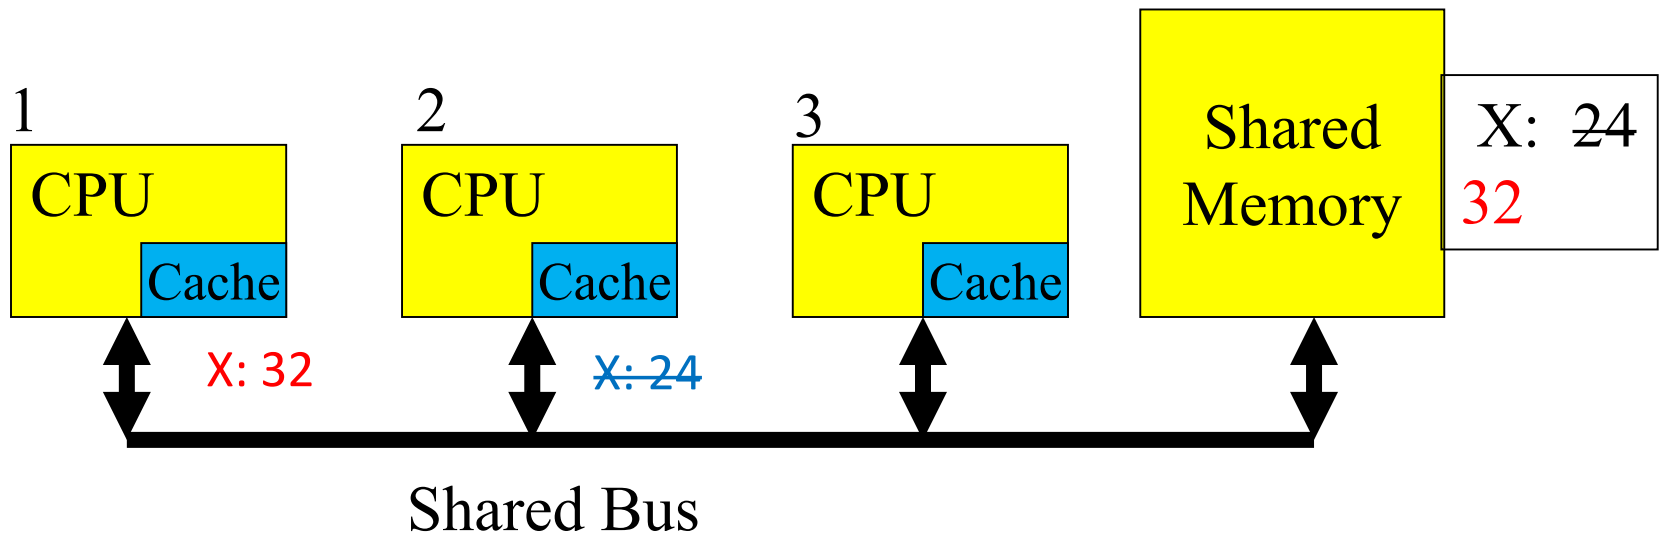 1
CPU
Cache
X: 32
2
CPU
Cache
X: 24
3
CPU
Cache
Shared
Memory
X: 24
32
Shared Bus